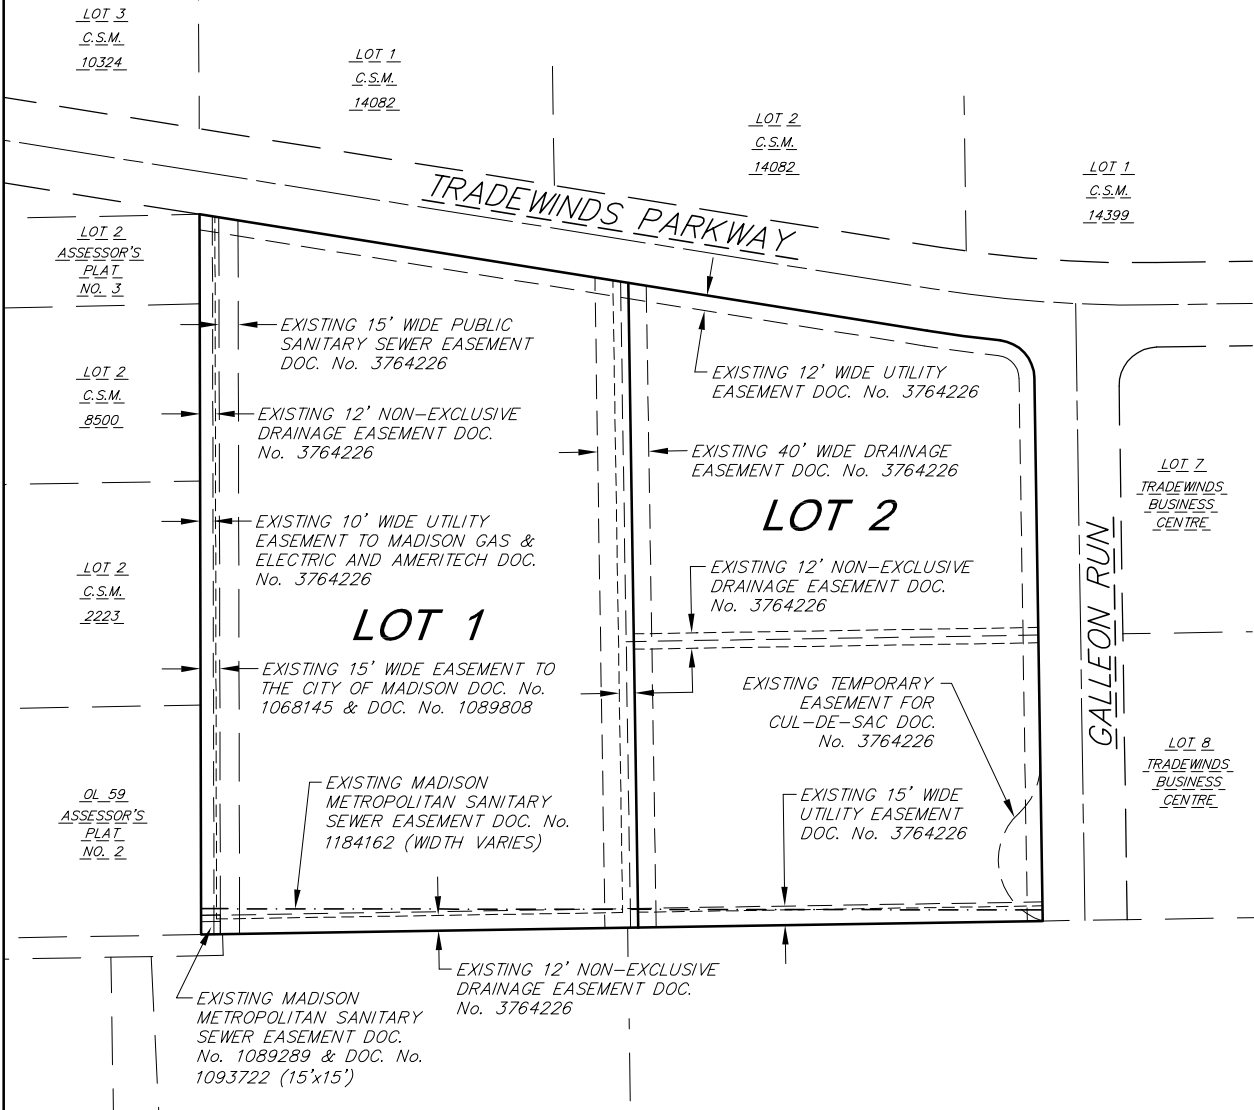 LOT 3
C.S.M.
10324
LOT 1
C.S.M.
14082
LOT 2
C.S.M.
14082
LOT 1
C.S.M.
14399
TRADEWINDS PARKWAY
LOT 2
ASSESSOR'S
PLAT
NO. 3
EXISTING 15' WIDE PUBLIC
SANITARY SEWER EASEMENT
DOC. No. 3764226
EXISTING 12' WIDE UTILITY
EASEMENT DOC. No. 3764226
LOT 2
C.S.M.
8500
EXISTING 12' NON-EXCLUSIVE
DRAINAGE EASEMENT DOC.
No. 3764226
EXISTING 40' WIDE DRAINAGE
EASEMENT DOC. No. 3764226
LOT 7
TRADEWINDS
BUSINESS
CENTRE
LOT 2
EXISTING 10' WIDE UTILITY
EASEMENT TO MADISON GAS &
ELECTRIC AND AMERITECH DOC.
No. 3764226
EXISTING 12' NON-EXCLUSIVE
DRAINAGE EASEMENT DOC.
No. 3764226
GALLEON RUN
LOT 2
C.S.M.
2223
LOT 1
EXISTING 15' WIDE EASEMENT TO
THE CITY OF MADISON DOC. No.
1068145 & DOC. No. 1089808
EXISTING TEMPORARY
EASEMENT FOR
CUL-DE-SAC DOC.
No. 3764226
LOT 8
TRADEWINDS
BUSINESS
CENTRE
OL 59
ASSESSOR'S
PLAT
NO. 2
EXISTING MADISON
METROPOLITAN SANITARY
SEWER EASEMENT DOC. No.
1184162 (WIDTH VARIES)
EXISTING 15' WIDE
UTILITY EASEMENT
DOC. No. 3764226
EXISTING 12' NON-EXCLUSIVE
DRAINAGE EASEMENT DOC.
No. 3764226
EXISTING MADISON
METROPOLITAN SANITARY
SEWER EASEMENT DOC.
No. 1089289 & DOC. No.
1093722 (15'x15')